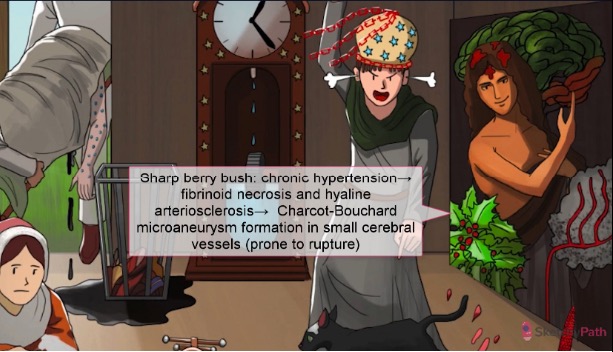 Sharp berry bush: chronic hypertension→
fibrinoid necrosis and hyaline
arteriosclerosis→ Charcot-Bouchard
microaneurysm formation in small cerebral
vessels (prone to rupture)
SketchyPath